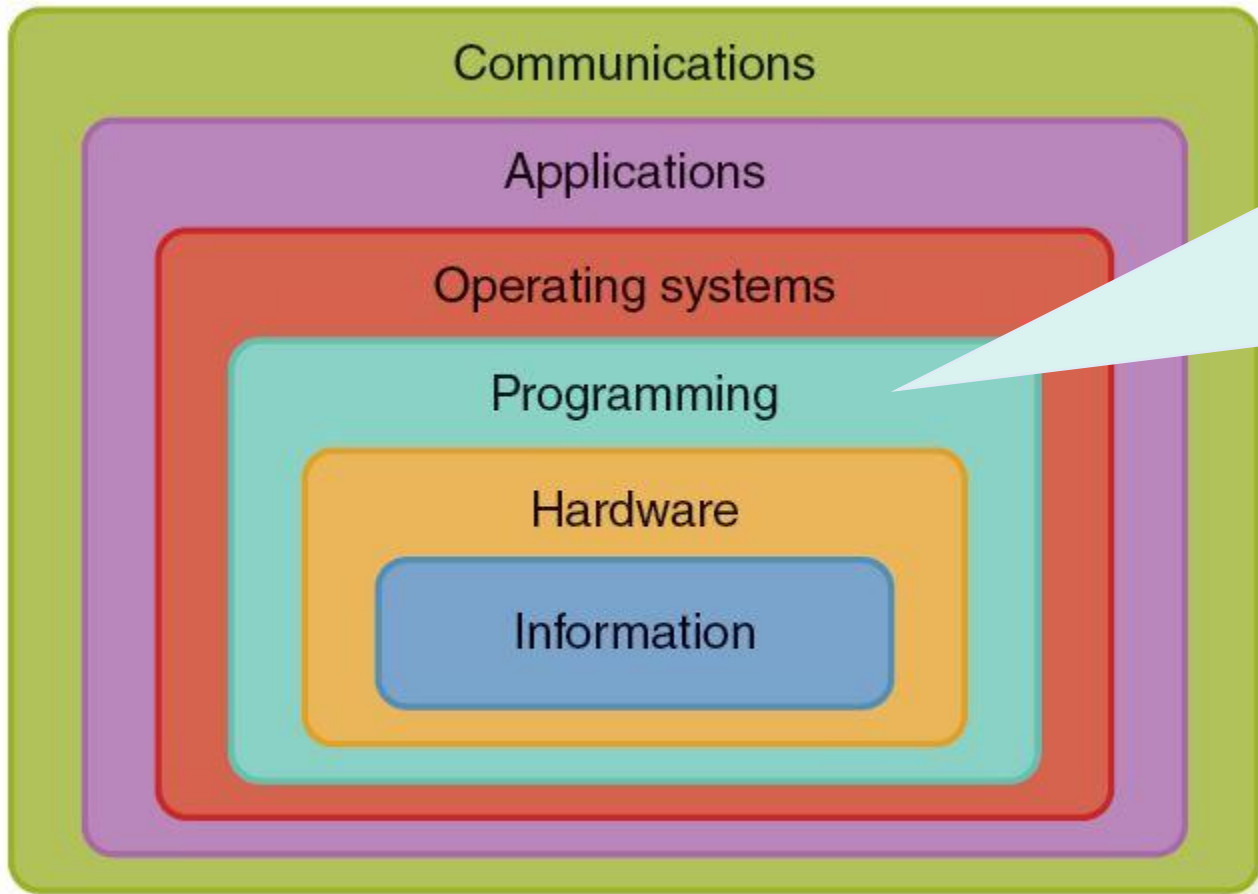 Communications
Applications
Operating systems
Programming
Hardware
Information